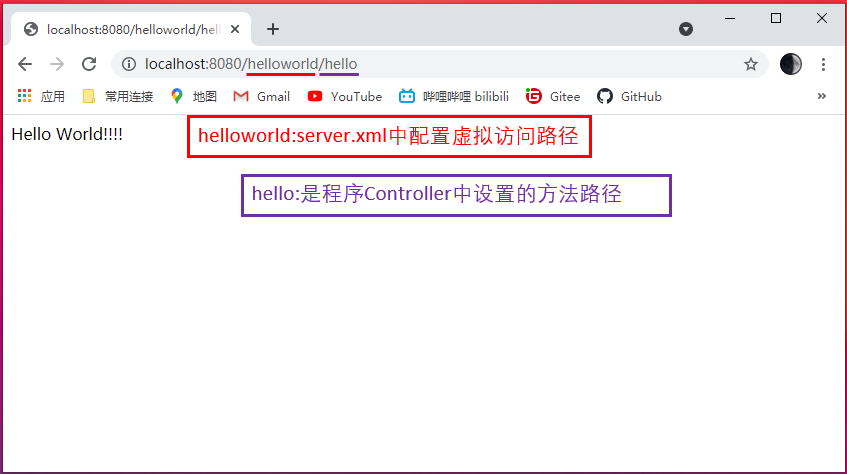 localhost:8080/helloworld/hell
localhost:8080/helloworld/hello
应用 常用连接 地图 Gmail YouTube 哔哩哔哩 bilibili Gitee GitHub »
Hello World!!!!
helloworld:server.xml中配置虚拟访问路径
hello:是程序Controller中设置的方法路径